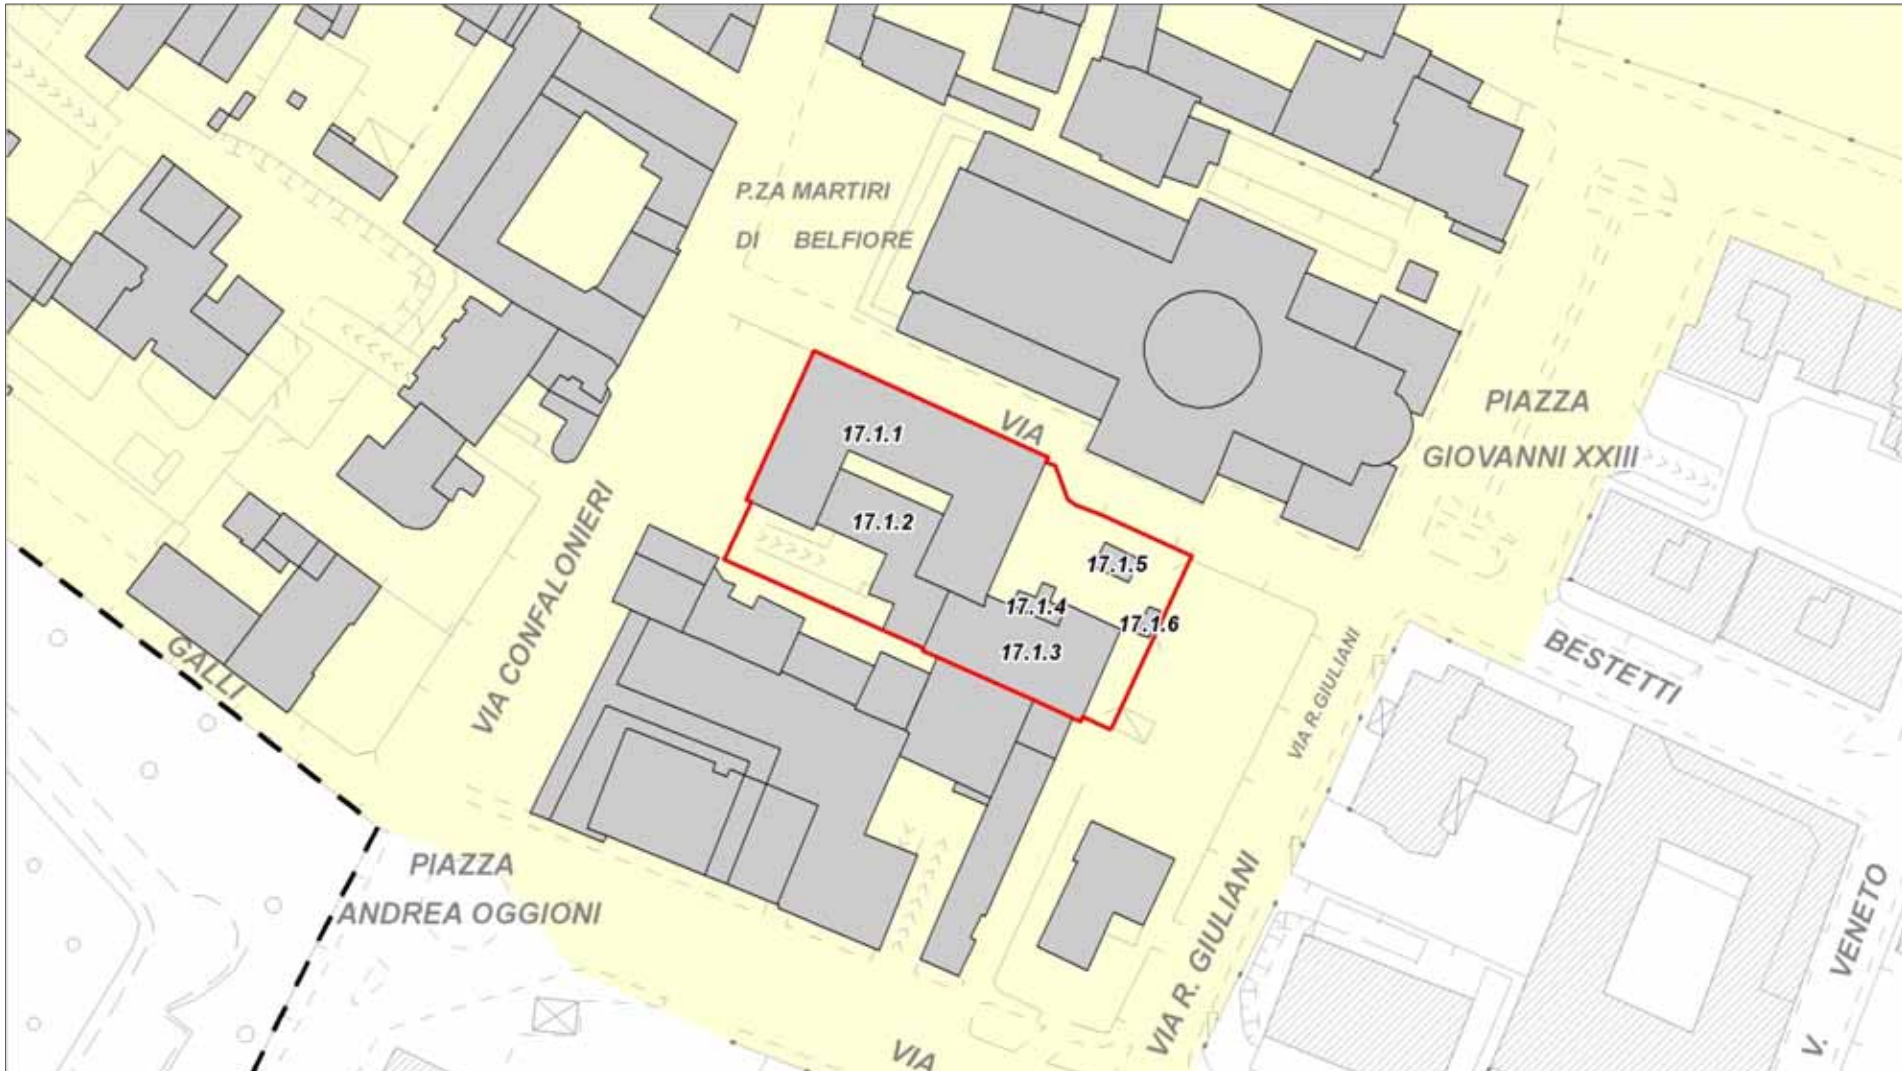 P.ZA MARTIRI
DI BELFIORE
PIAZZA
GIOVANNI XXIII
VIA
17.1.1
17.1.2
17.1.5
17.1.4
17.1.6
17.1.3
VIA CONFALONIERI
GALLI
VIA R.GIULIANI
BESTETTI
PIAZZA
ANDREA OGGIONI
VIA R. GIULIANI
V. VENETO
VIA